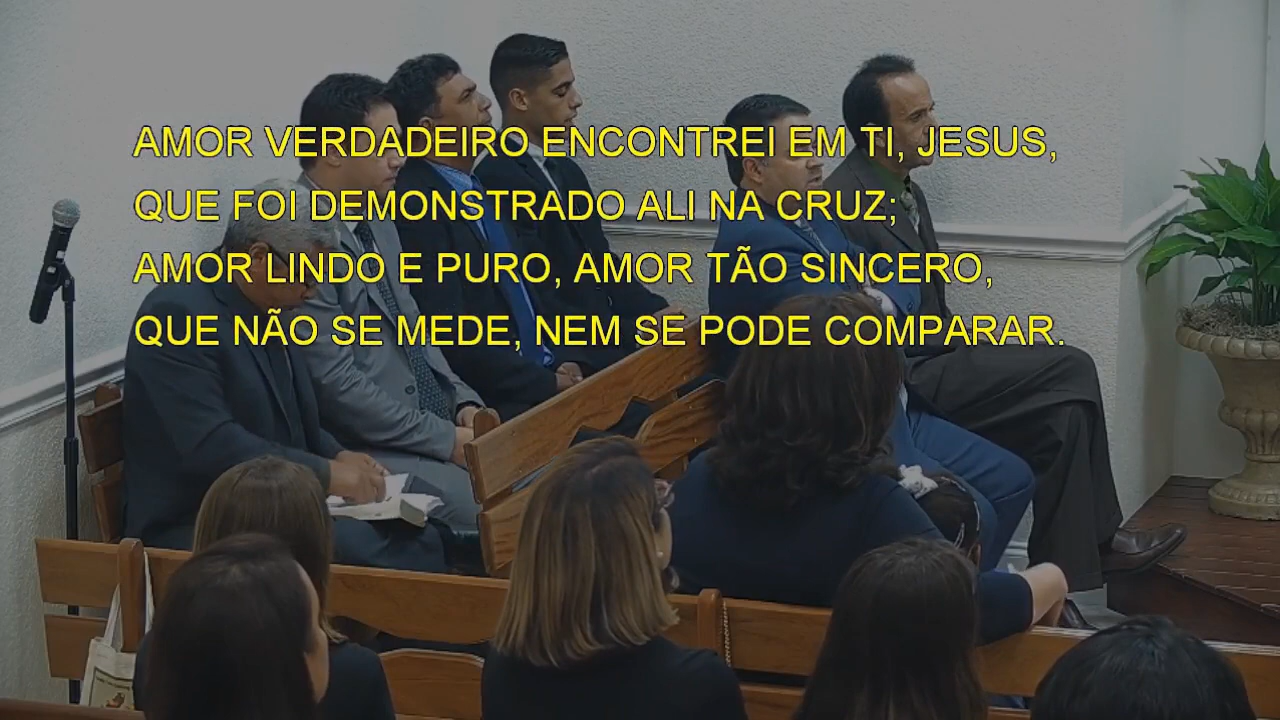 AMOR VERDADEIRO ENCONTREI EM TI, JESUS,
QUE FOI DEMONSTRADO ALI NA CRUZ;
AMOR LINDO E PURO, AMOR TÃO SINCERO,
QUE NÃO SE MEDE, NEM SE PODE COMPARAR.